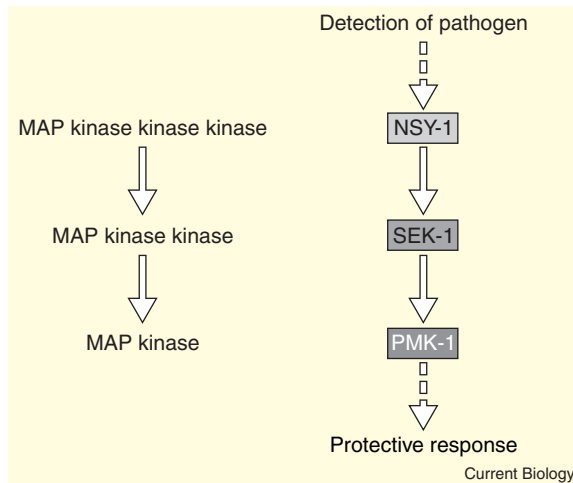 Detection of pathogen
MAP kinase kinase kinase
NSY-1
MAP kinase kinase
SEK-1
MAP kinase
PMK-1
Protective response
Current Biology